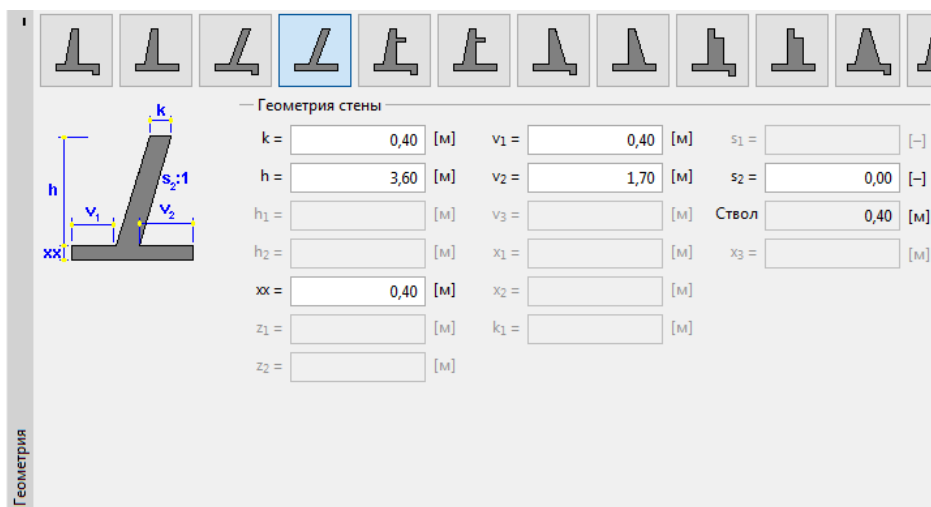 Геометрия стены
k
h
s2:1
v1
v2
xx
k = 0,40 [м] v1 = 0,40 [м] s1 = [–]
h = 3,60 [м] v2 = 1,70 [м] s2 = 0,00 [–]
h1 = [м] v3 = [м] Ствол 0,40 [м]
h2 = [м] x1 = [м] x3 = [м]
xx = 0,40 [м] x2 = [м]
z1 = [м] k1 = [м]
z2 = [м]
Геометрия